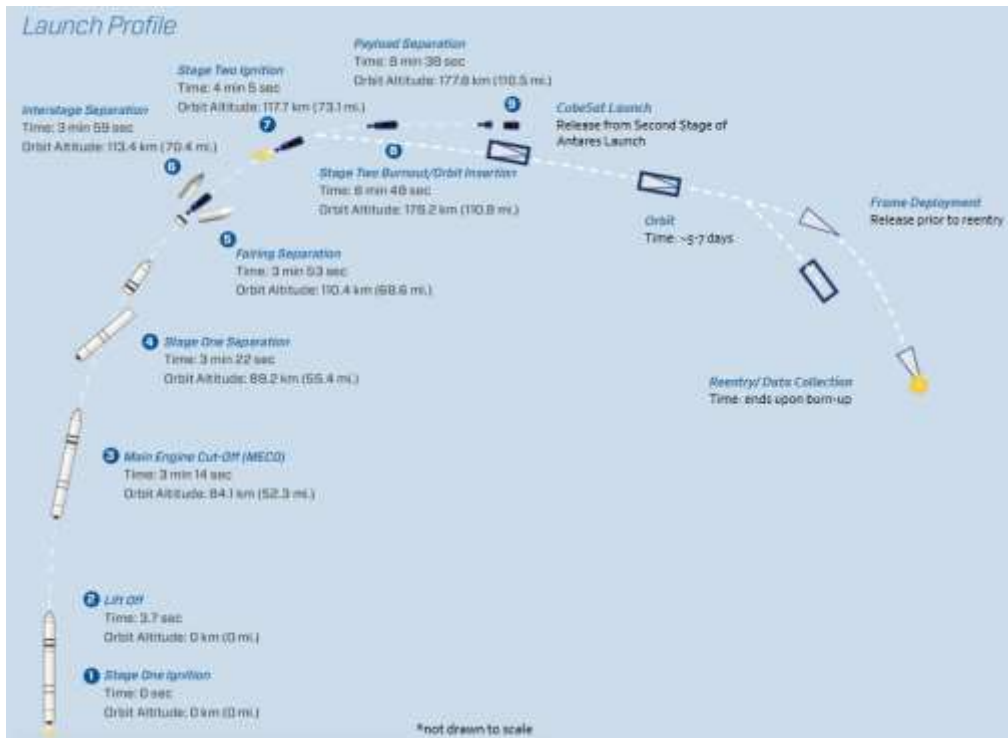 Launch Profile
1 Stage One Ignition
Time: 0 sec
Orbit Altitude: 0 km (0 mi.)
2 Lift Off
Time: 3.7 sec
Orbit Altitude: 0 km (0 mi.)
3 Main Engine Cut-Off (MECO)
Time: 3 min 14 sec
Orbit Altitude: 84.1 km (52.3 mi.)
4 Stage One Separation
Time: 3 min 22 sec
Orbit Altitude: 89.2 km (55.4 mi.)
5 Fairing Separation
Time: 3 min 53 sec
Orbit Altitude: 110.4 km (68.6 mi.)
6
Interstage Separation
Time: 3 min 59 sec
Orbit Altitude: 113.4 km (70.4 mi.)
7
Stage Two Ignition
Time: 4 min 5 sec
Orbit Altitude: 117.7 km (73.1 mi.)
8
Stage Two Burnout/Orbit Insertion
Time: 6 min 48 sec
Orbit Altitude: 178.2 km (110.8 mi.)
9
Payload Separation
Time: 8 min 38 sec
Orbit Altitude: 177.8 km (110.5 mi.)
CubeSat Launch
Release from Second Stage of
Antares Launch
Orbit
Time: ~5-7 days
Frame Deployment
Release prior to reentry
Reentry/ Data Collection
Time: ends upon burn-up
*not drawn to scale